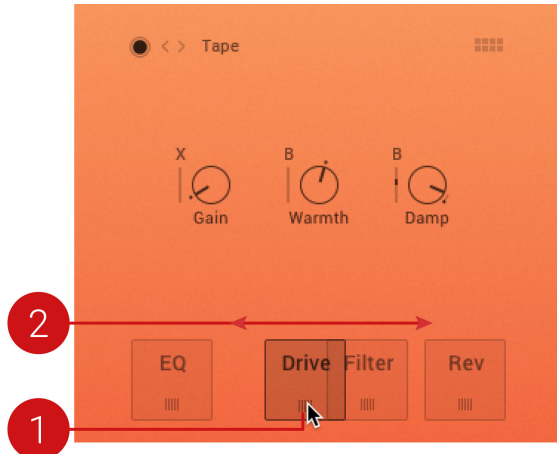 < > Tape
X B B
Gain Warmth Damp
2
EQ Drive Filter Rev
1